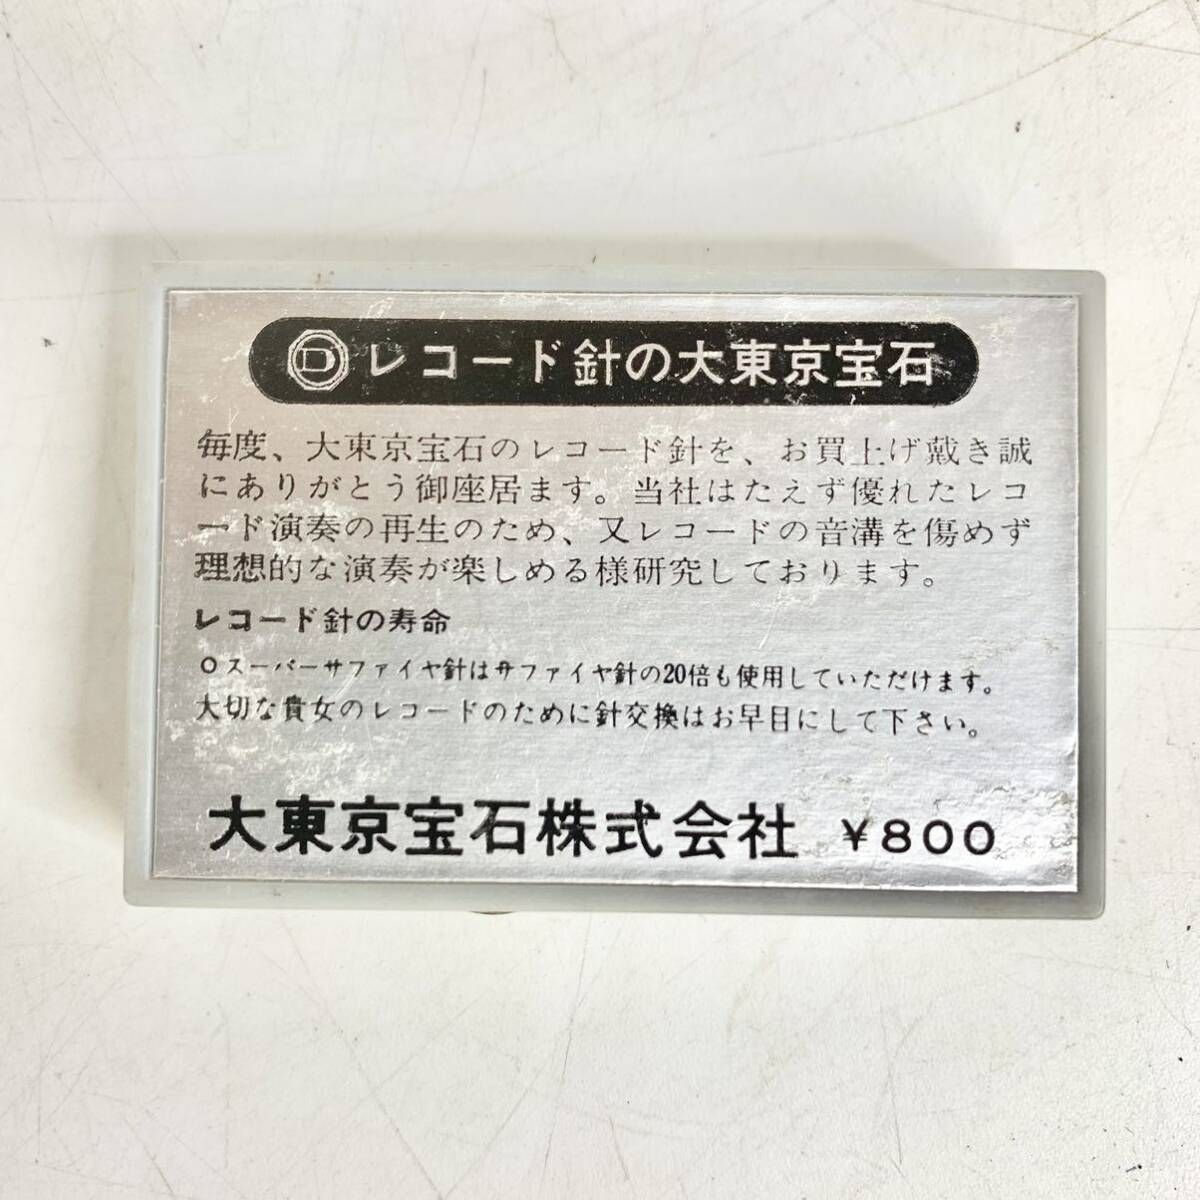 D レコード針の大東京宝石
毎度、大東京宝石のレコード針を、お買上げ戴き誠
にありがとう御座居ます。当社はたえず優れたレコ
ード演奏の再生のため、又レコードの音溝を傷めず
理想的な演奏が楽しめる様研究しております。
レコード針の寿命
○スーパーサファイヤ針はサファイヤ針の20倍も使用していただけます。
大切な貴女のレコードのために針交換はお早目にして下さい。
大東京宝石株式会社 ￥800